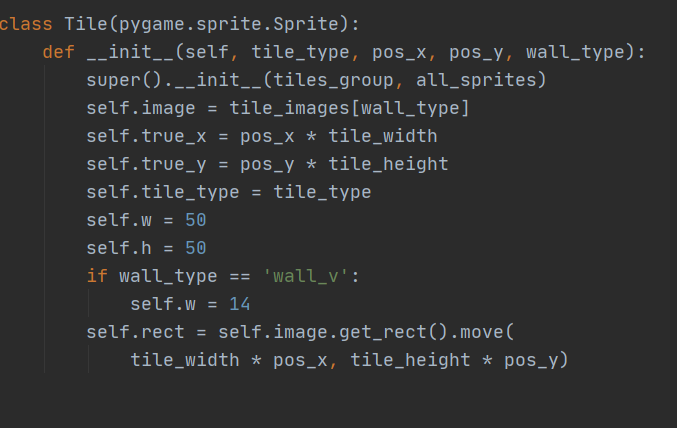 class Tile(pygame.sprite.Sprite):
    def __init__(self, tile_type, pos_x, pos_y, wall_type):
        super().__init__(tiles_group, all_sprites)
        self.image = tile_images[wall_type]
        self.true_x = pos_x * tile_width
        self.true_y = pos_y * tile_height
        self.tile_type = tile_type
        self.w = 50
        self.h = 50
        if wall_type == 'wall_v':
            self.w = 14
        self.rect = self.image.get_rect().move(
            tile_width * pos_x, tile_height * pos_y)